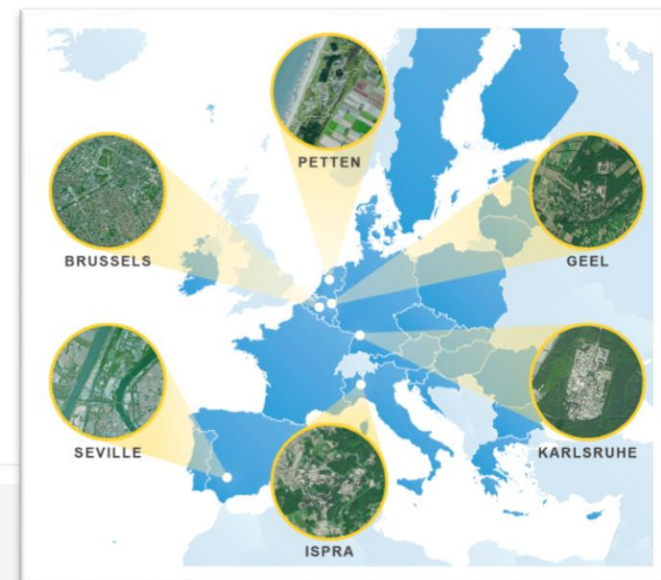 PETTEN
BRUSSELS
GEEL
SEVILLE
KARLSRUHE
ISPRA